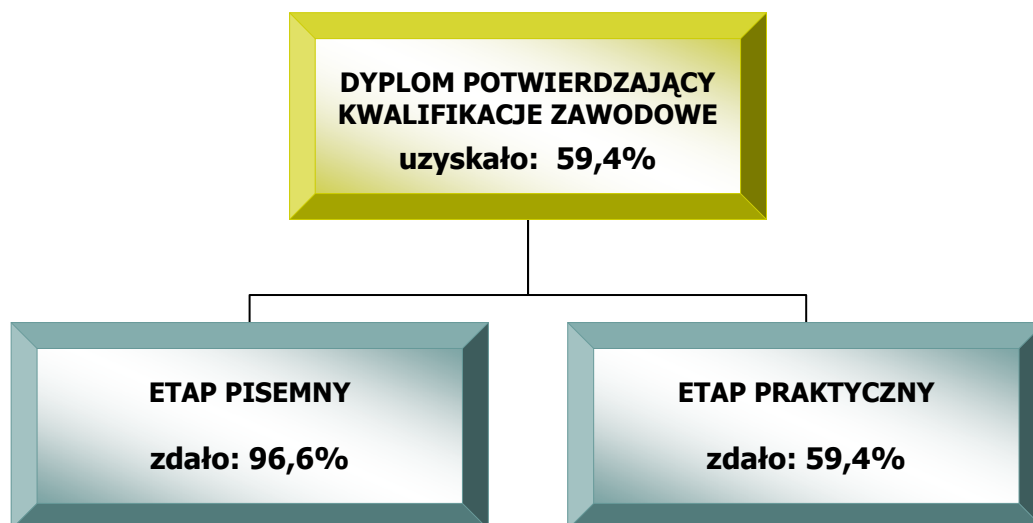 DYPLOM POTWIERDZAJĄCY
KWALIFIKACJE ZAWODOWE
uzyskało: 59,4%
ETAP PISEMNY
zdało: 96,6%
ETAP PRAKTYCZNY
zdało: 59,4%